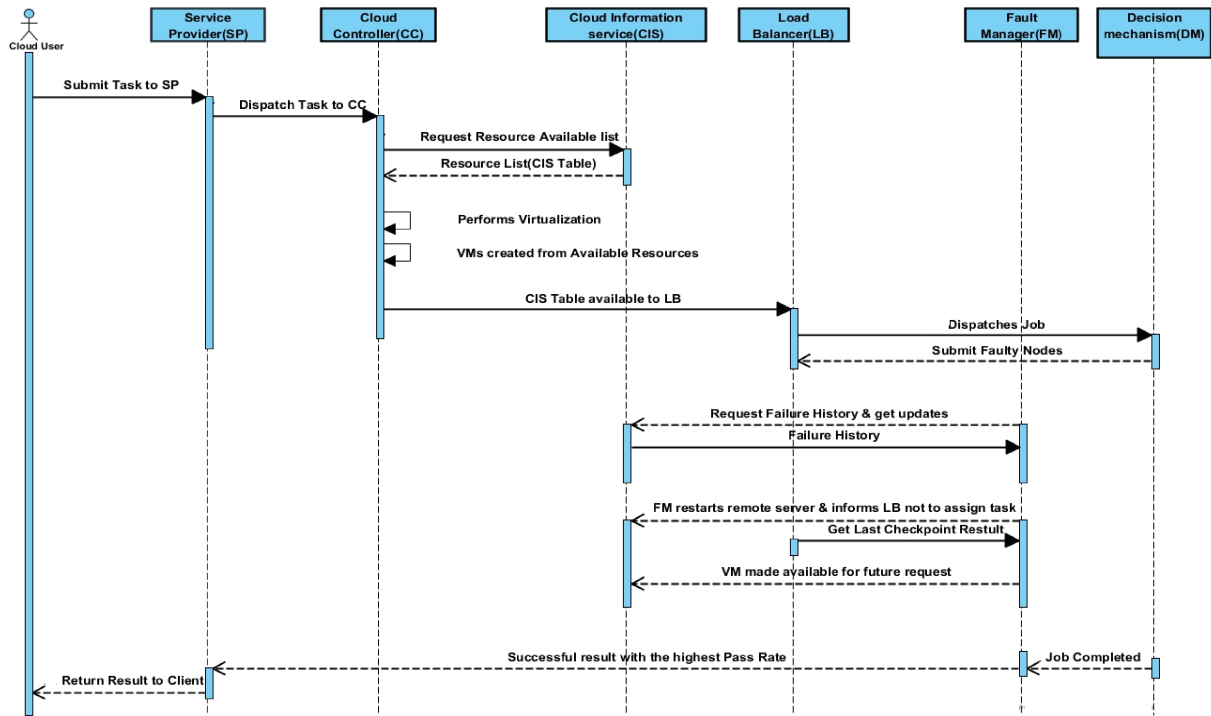 Cloud User
Service
Provider(SP)
Cloud
Controller(CC)
Cloud Information
service(CIS)
Load
Balancer(LB)
Fault
Manager(FM)
Decision
mechanism(DM)
Submit Task to SP
Dispatch Task to CC
Request Resource Available list
Resource List(CIS Table)
Performs Virtualization
VMs created from Available Resources
CIS Table available to LB
Dispatches Job
Submit Faulty Nodes
Request Failure History & get updates
Failure History
FM restarts remote server & informs LB not to assign task
Get Last Checkpoint Restult
VM made available for future request
Successful result with the highest Pass Rate
Job Completed
Return Result to Client